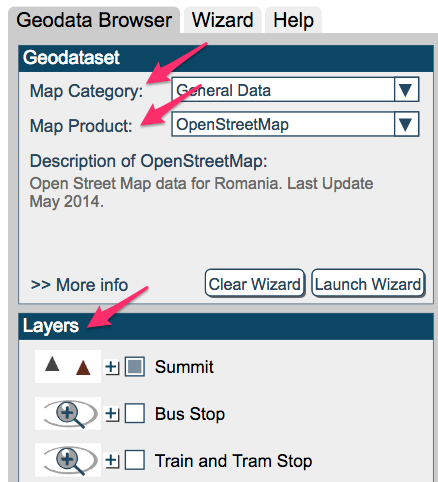 Geodata Browser Wizard Help
Geodataset
Map Category: General Data
Map Product: OpenStreetMap
Description of OpenStreetMap:
Open Street Map data for Romania. Last Update
May 2014.
>> More info Clear Wizard Launch Wizard
Layers
Summit
Bus Stop
Train and Tram Stop